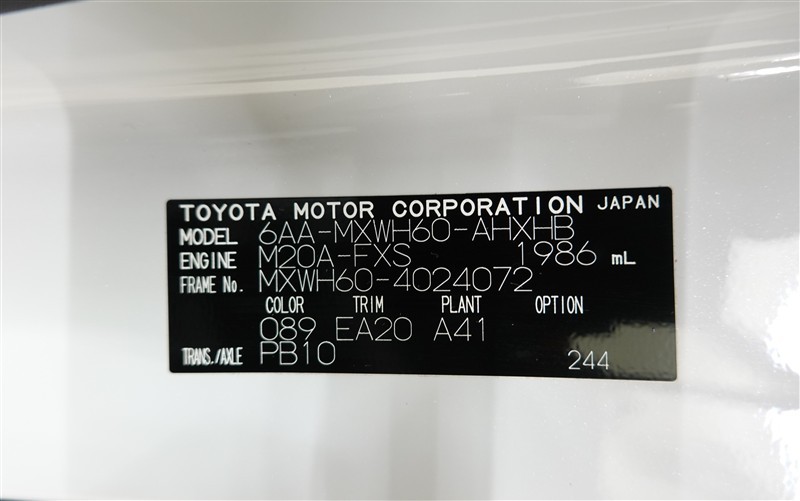 TOYOTA MOTOR CORPORATION JAPAN
MODEL 6AA-MXWH60-AHXHB
ENGINE M20A-FXS 1986 mL
FRAME No. MXWH60-4024072
COLOR TRIM PLANT OPTION
089 EA20 A41
TRANS./AXLE PB10 244